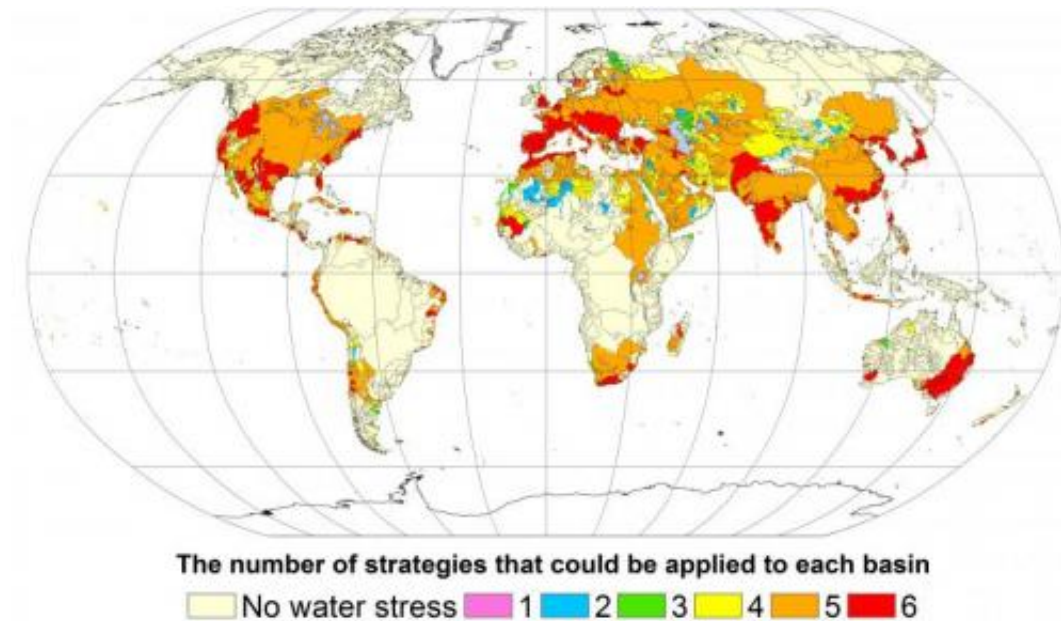 The number of strategies that could be applied to each basin
No water stress 1 2 3 4 5 6